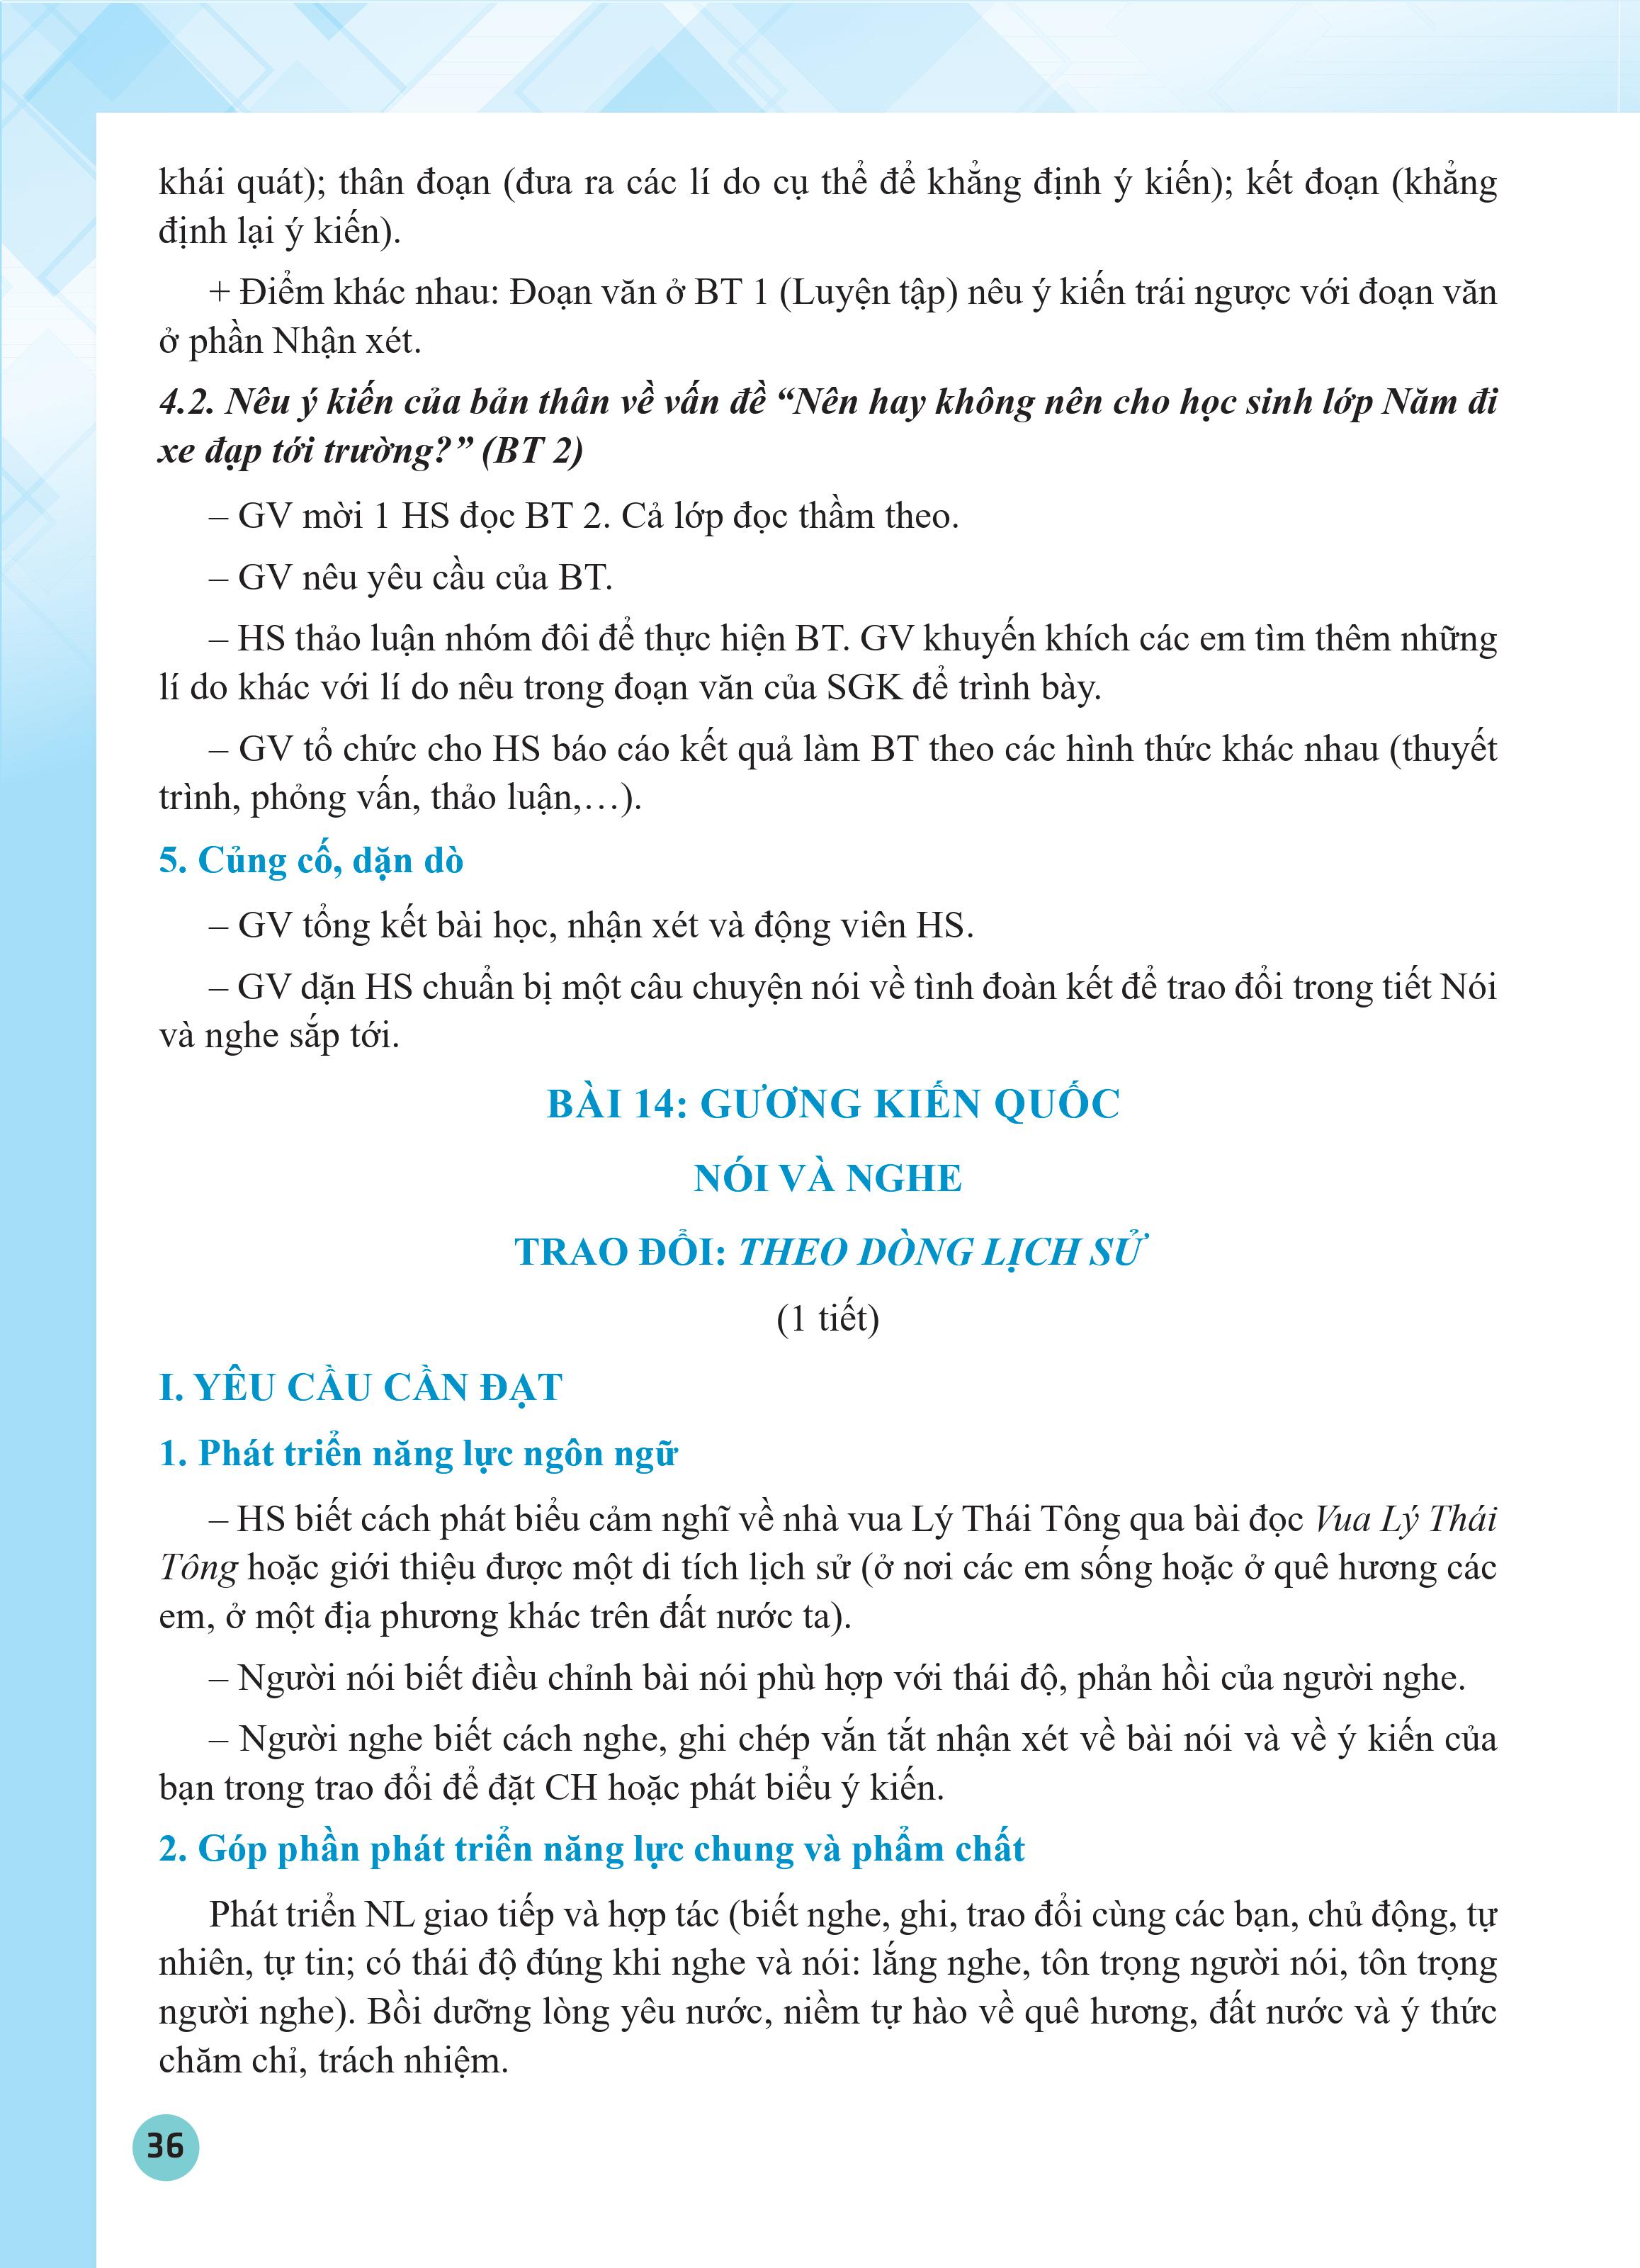 khái quát); thân đoạn (đưa ra các lí do cụ thể để khẳng định ý kiến); kết đoạn (khẳng
định lại ý kiến).
+ Điểm khác nhau: Đoạn văn ở BT 1 (Luyện tập) nêu ý kiến trái ngược với đoạn văn
ở phần Nhận xét.
4.2. Nêu ý kiến của bản thân về vấn đề “Nên hay không nên cho học sinh lớp Năm đi
xe đạp tới trường?” (BT 2)
– GV mời 1 HS đọc BT 2. Cả lớp đọc thầm theo.
– GV nêu yêu cầu của BT.
– HS thảo luận nhóm đôi để thực hiện BT. GV khuyến khích các em tìm thêm những
lí do khác với lí do nêu trong đoạn văn của SGK để trình bày.
– GV tổ chức cho HS báo cáo kết quả làm BT theo các hình thức khác nhau (thuyết
trình, phỏng vấn, thảo luận,…).
5. Củng cố, dặn dò
– GV tổng kết bài học, nhận xét và động viên HS.
– GV dặn HS chuẩn bị một câu chuyện nói về tình đoàn kết để trao đổi trong tiết Nói
và nghe sắp tới.
BÀI 14: GƯƠNG KIẾN QUỐC
NÓI VÀ NGHE
TRAO ĐỔI: THEO DÒNG LỊCH SỬ
(1 tiết)
I. YÊU CẦU CẦN ĐẠT
1. Phát triển năng lực ngôn ngữ
– HS biết cách phát biểu cảm nghĩ về nhà vua Lý Thái Tông qua bài đọc Vua Lý Thái
Tông hoặc giới thiệu được một di tích lịch sử (ở nơi các em sống hoặc ở quê hương các
em, ở một địa phương khác trên đất nước ta).
– Người nói biết điều chỉnh bài nói phù hợp với thái độ, phản hồi của người nghe.
– Người nghe biết cách nghe, ghi chép vắn tắt nhận xét về bài nói và về ý kiến của
bạn trong trao đổi để đặt CH hoặc phát biểu ý kiến.
2. Góp phần phát triển năng lực chung và phẩm chất
Phát triển NL giao tiếp và hợp tác (biết nghe, ghi, trao đổi cùng các bạn, chủ động, tự
nhiên, tự tin; có thái độ đúng khi nghe và nói: lắng nghe, tôn trọng người nói, tôn trọng
người nghe). Bồi dưỡng lòng yêu nước, niềm tự hào về quê hương, đất nước và ý thức
chăm chỉ, trách nhiệm.
36